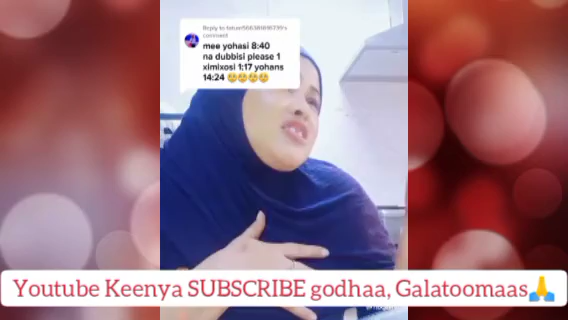 comment
mee yohasi 8:40
na dubbisi please 1
ximixosi 1:17 yohans
14:24 🥺🥺🥺🥺
Youtube Keenya SUBSCRIBE godhaa, Galatoomaas🙏